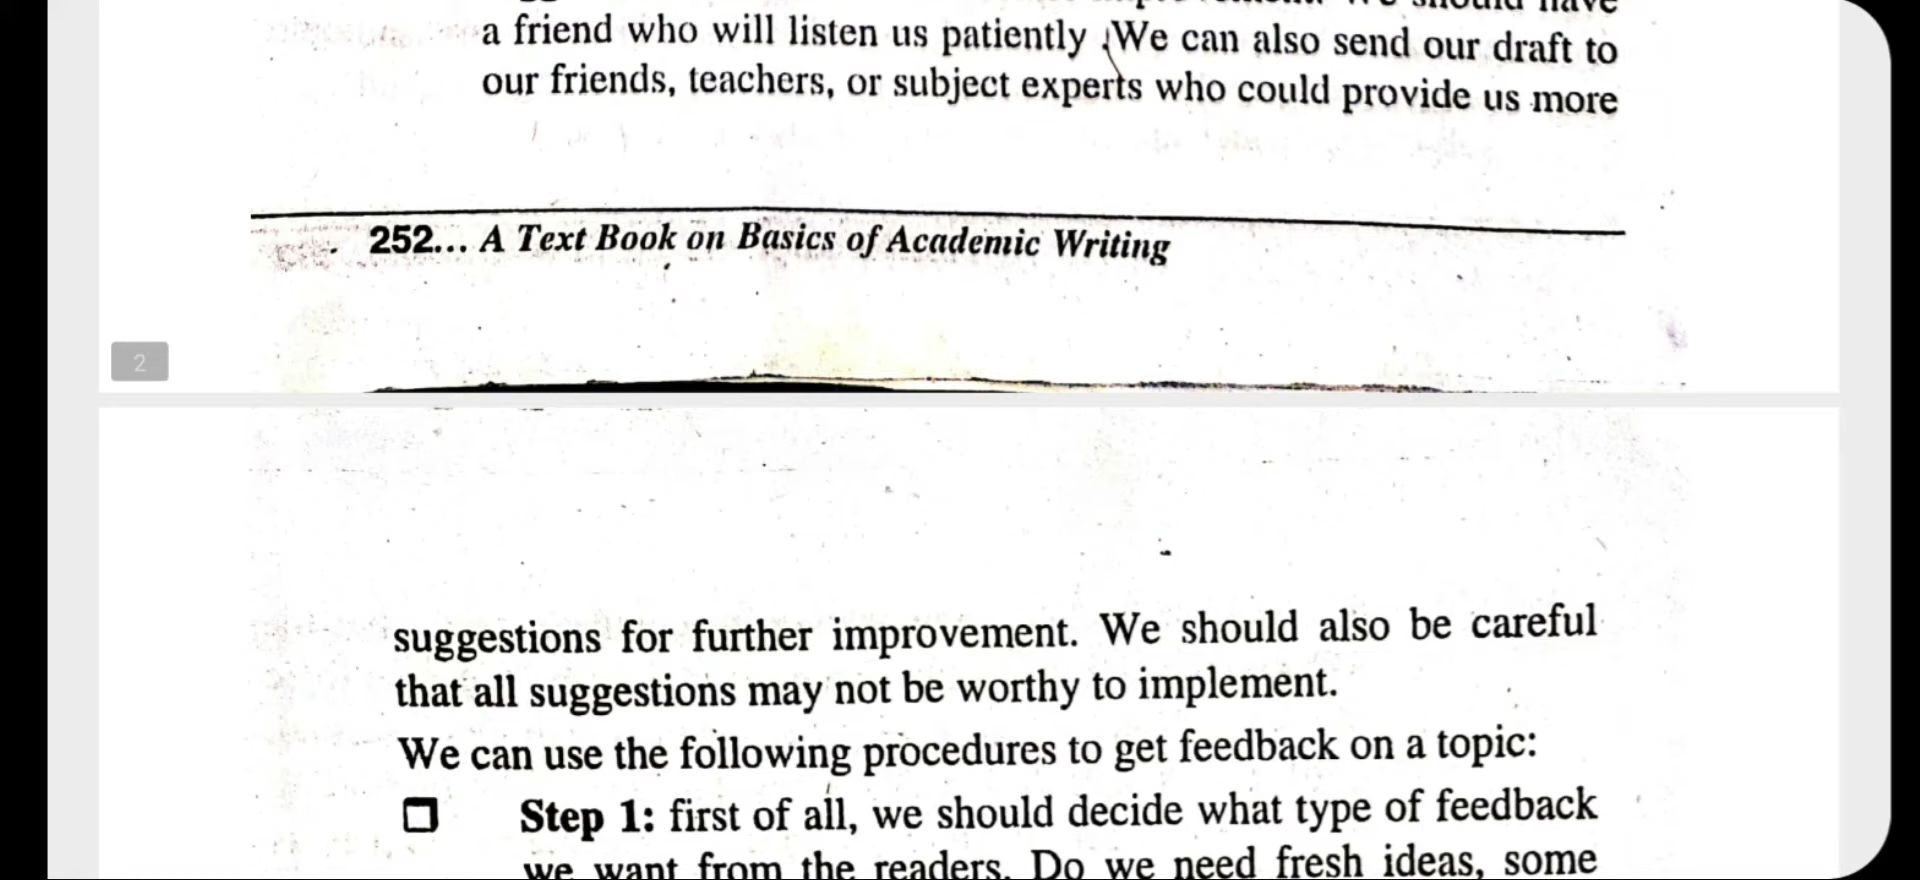 have
a friend who will listen us patiently We can also send our draft to
our friends, teachers, or subject experts who could provide us more
252... A Text Book on Basics of Academic Writing
2
suggestions for further improvement. We should also be careful
that all suggestions may not be worthy to implement.
We can use the following procedures to get feedback on a topic:
Step 1: first of all, we should decide what type of feedback
we want from the readers. Do we need fresh ideas, some